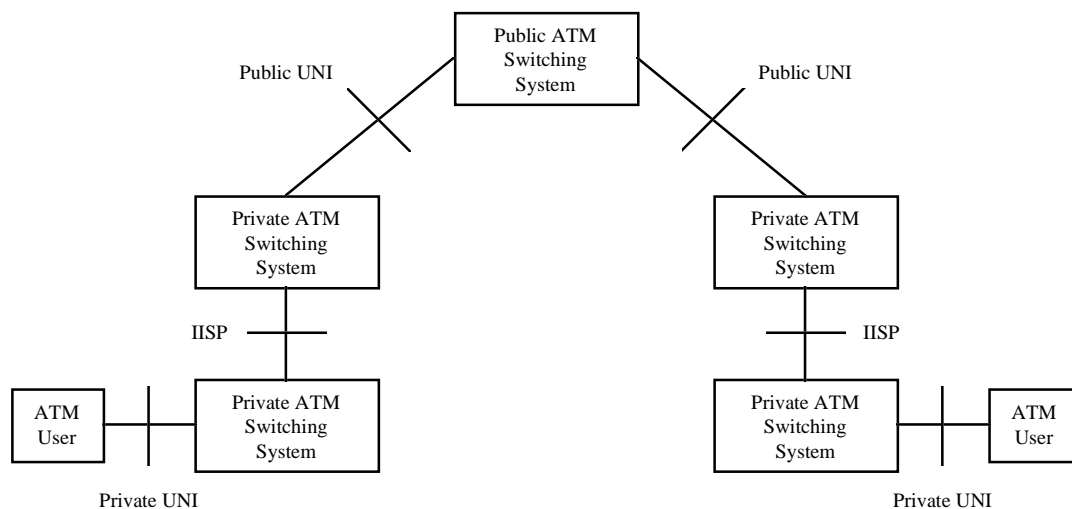 Public ATM
Switching
System
Public UNI
Public UNI
Private ATM
Switching
System
Private ATM
Switching
System
IISP
IISP
ATM
User
Private ATM
Switching
System
Private ATM
Switching
System
ATM
User
Private UNI
Private UNI